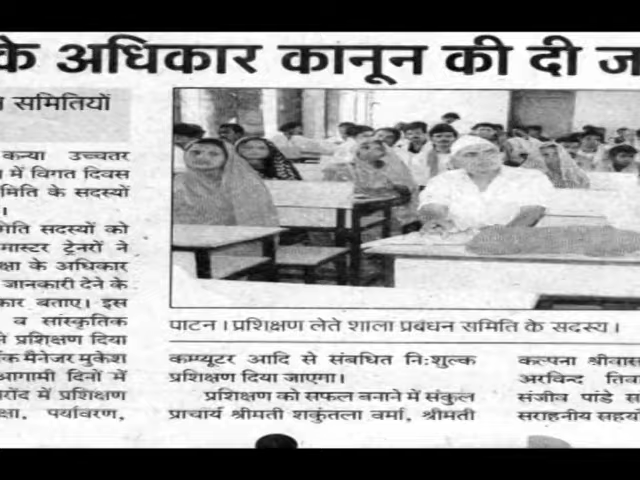 के अधिकार कानून की दी ज
समितियों
कन्या उच्चतर
में विगत दिवस
मिति के सदस्यों
।
मिति सदस्यों को
मास्टर ट्रेनरों ने
क्षा के अधिकार
जानकारी देने के
कार बताए। इस
व सांस्कृतिक
से प्रशिक्षण दिया
क मैनेजर मुकेश
आगामी दिनों में
रोंद में प्रशिक्षण
क्षा, पर्यावरण,
पाटन। प्रशिक्षण लेते शाला प्रबंधन समिति के सदस्य।
कम्प्यूटर आदि से संबधित नि:शुल्क
प्रशिक्षण दिया जाएगा।
प्रशिक्षण को सफल बनाने में संकुल
प्राचार्य श्रीमती शकुंतला वर्मा, श्रीमती
कल्पना श्रीवास
अरविन्द तिव
संजीव पांडे स
सराहनीय सहयो